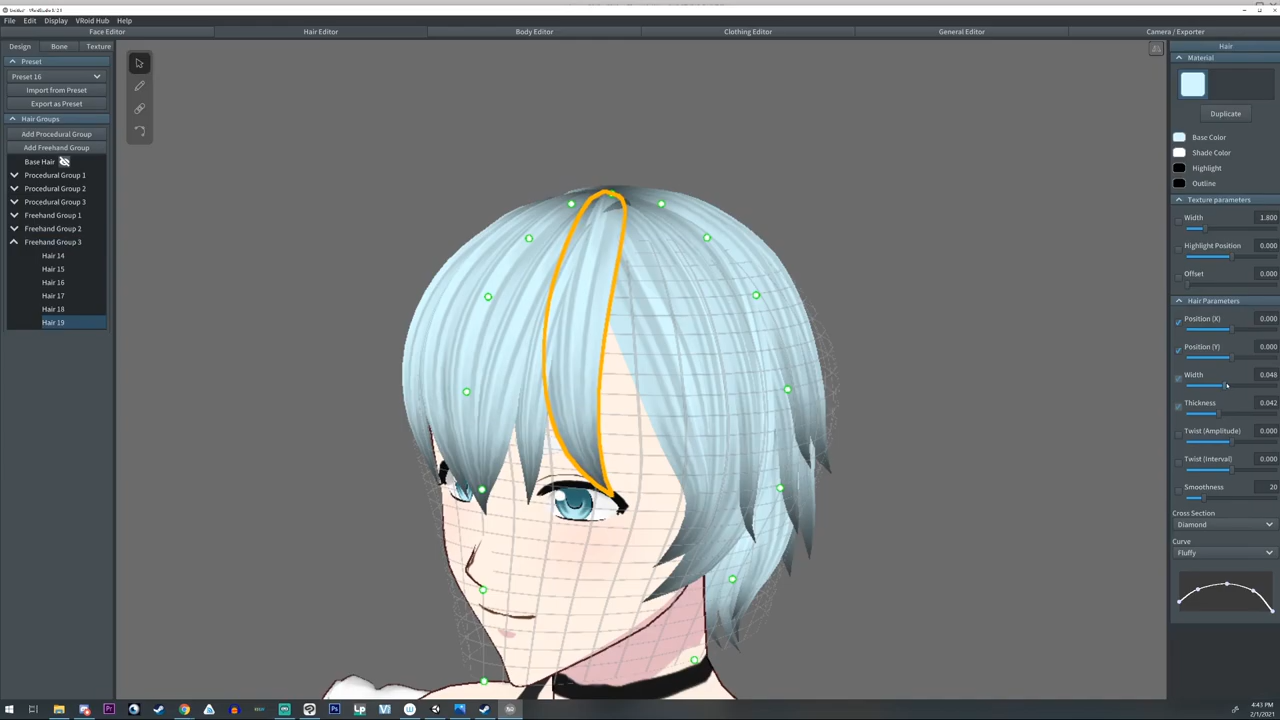 File Edit Display VRoid Hub Help
Face Editor Hair Editor Body Editor Clothing Editor General Editor Camera / Exporter
Design Bone Texture
Preset
Preset 16
Import from Preset
Export as Preset
Hair Groups
Add Procedural Group
Add Freehand Group
Base Hair
Procedural Group 1
Procedural Group 2
Procedural Group 3
Freehand Group 1
Freehand Group 2
Freehand Group 3
Hair 14
Hair 15
Hair 16
Hair 17
Hair 18
Hair 19
Hair
Material
Duplicate
Base Color
Shade Color
Highlight
Outline
Texture parameters
Width 1.800
Highlight Position 0.000
Offset 0.000
Hair Parameters
Position (X) 0.000
Position (Y) 0.000
Width 0.046
Thickness 0.042
Twist (Amplitude) 0.000
Twist (Interval) 0.000
Smoothness 20
Cross Section
Diamond
Curve
Fluffy
Pr Ps
4:43 PM
2/1/2021